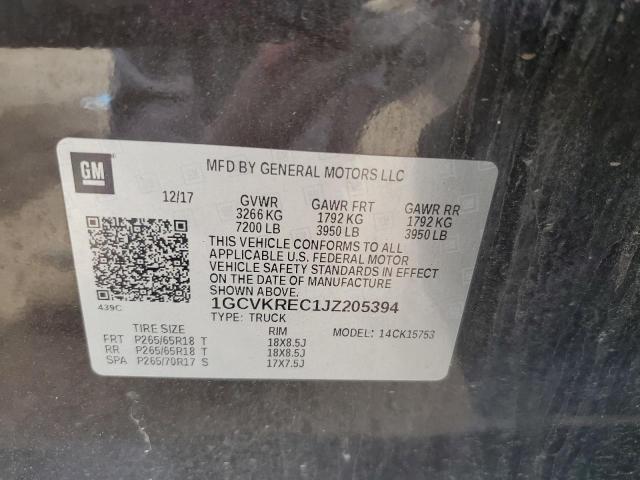 GM
MFD BY GENERAL MOTORS LLC
12/17 GVWR GAWR FRT GAWR RR
3266 KG 1792 KG 1792 KG
7200 LB 3950 LB 3950 LB
THIS VEHICLE CONFORMS TO ALL
APPLICABLE U.S. FEDERAL MOTOR
VEHICLE SAFETY STANDARDS IN EFFECT
ON THE DATE OF MANUFACTURE
SHOWN ABOVE.
439C 1GCVKREC1JZ205394
TYPE: TRUCK
TIRE SIZE RIM MODEL: 14CK15753
FRT P265/65R18 T 18X8.5J
RR P265/65R18 T 18X8.5J
SPA P265/70R17 S 17X7.5J